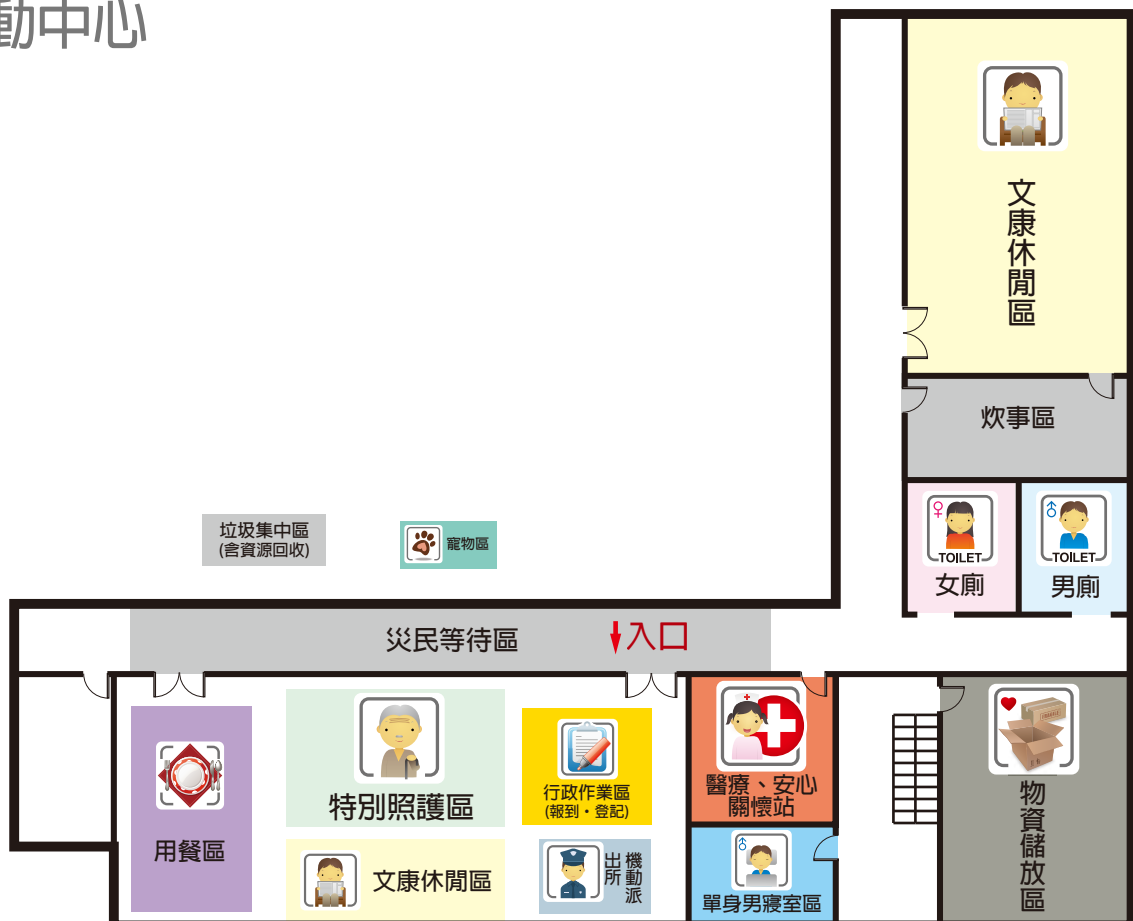 動中心
文康休閒區
炊事區
TOILET
女廁
TOILET
男廁
垃圾集中區
(含資源回收)
寵物區
災民等待區
入口
用餐區
特別照護區
文康休閒區
行政作業區
(報到・登記)
機動派
出所
醫療、安心
關懷站
單身男寢室區
物資儲放區